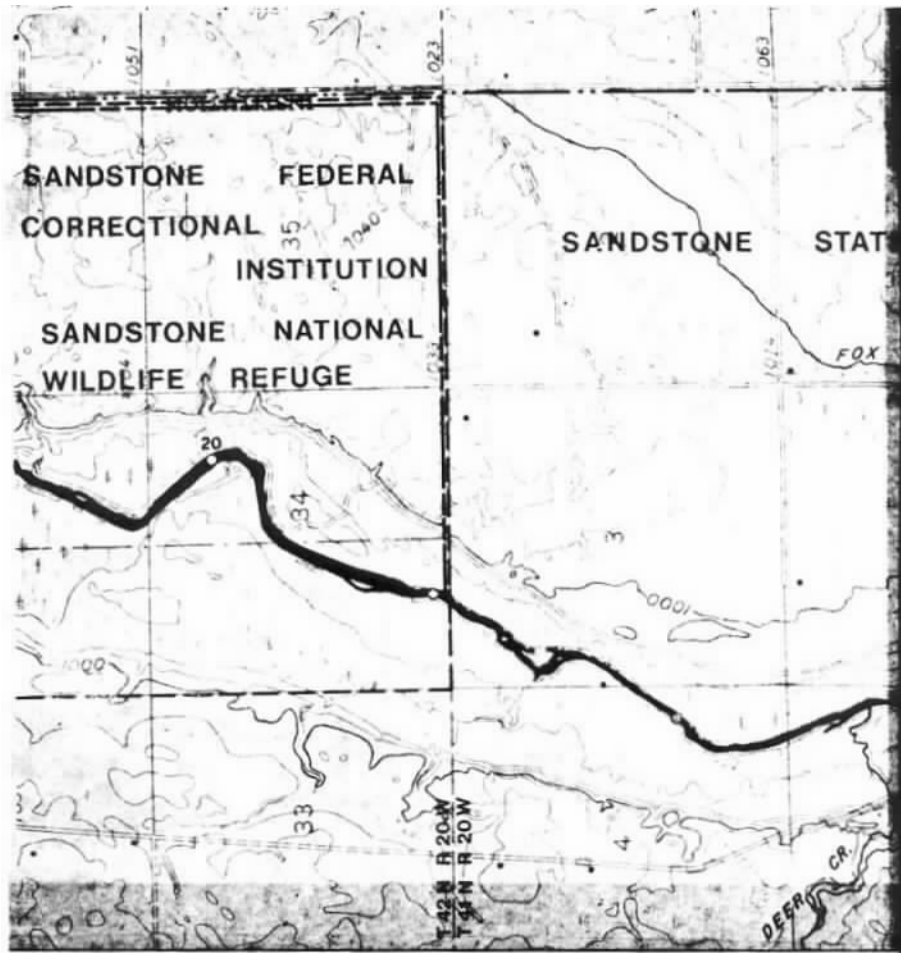 1051
023
1063
SANDSTONE FEDERAL
CORRECTIONAL
35
1040
INSTITUTION
SANDSTONE STAT
SANDSTONE NATIONAL
WILDLIFE REFUGE
FOX
20
34
3
1000
1000
33
4
T 42 N R 20 W
T 41 N R 20 W
DEER CR.